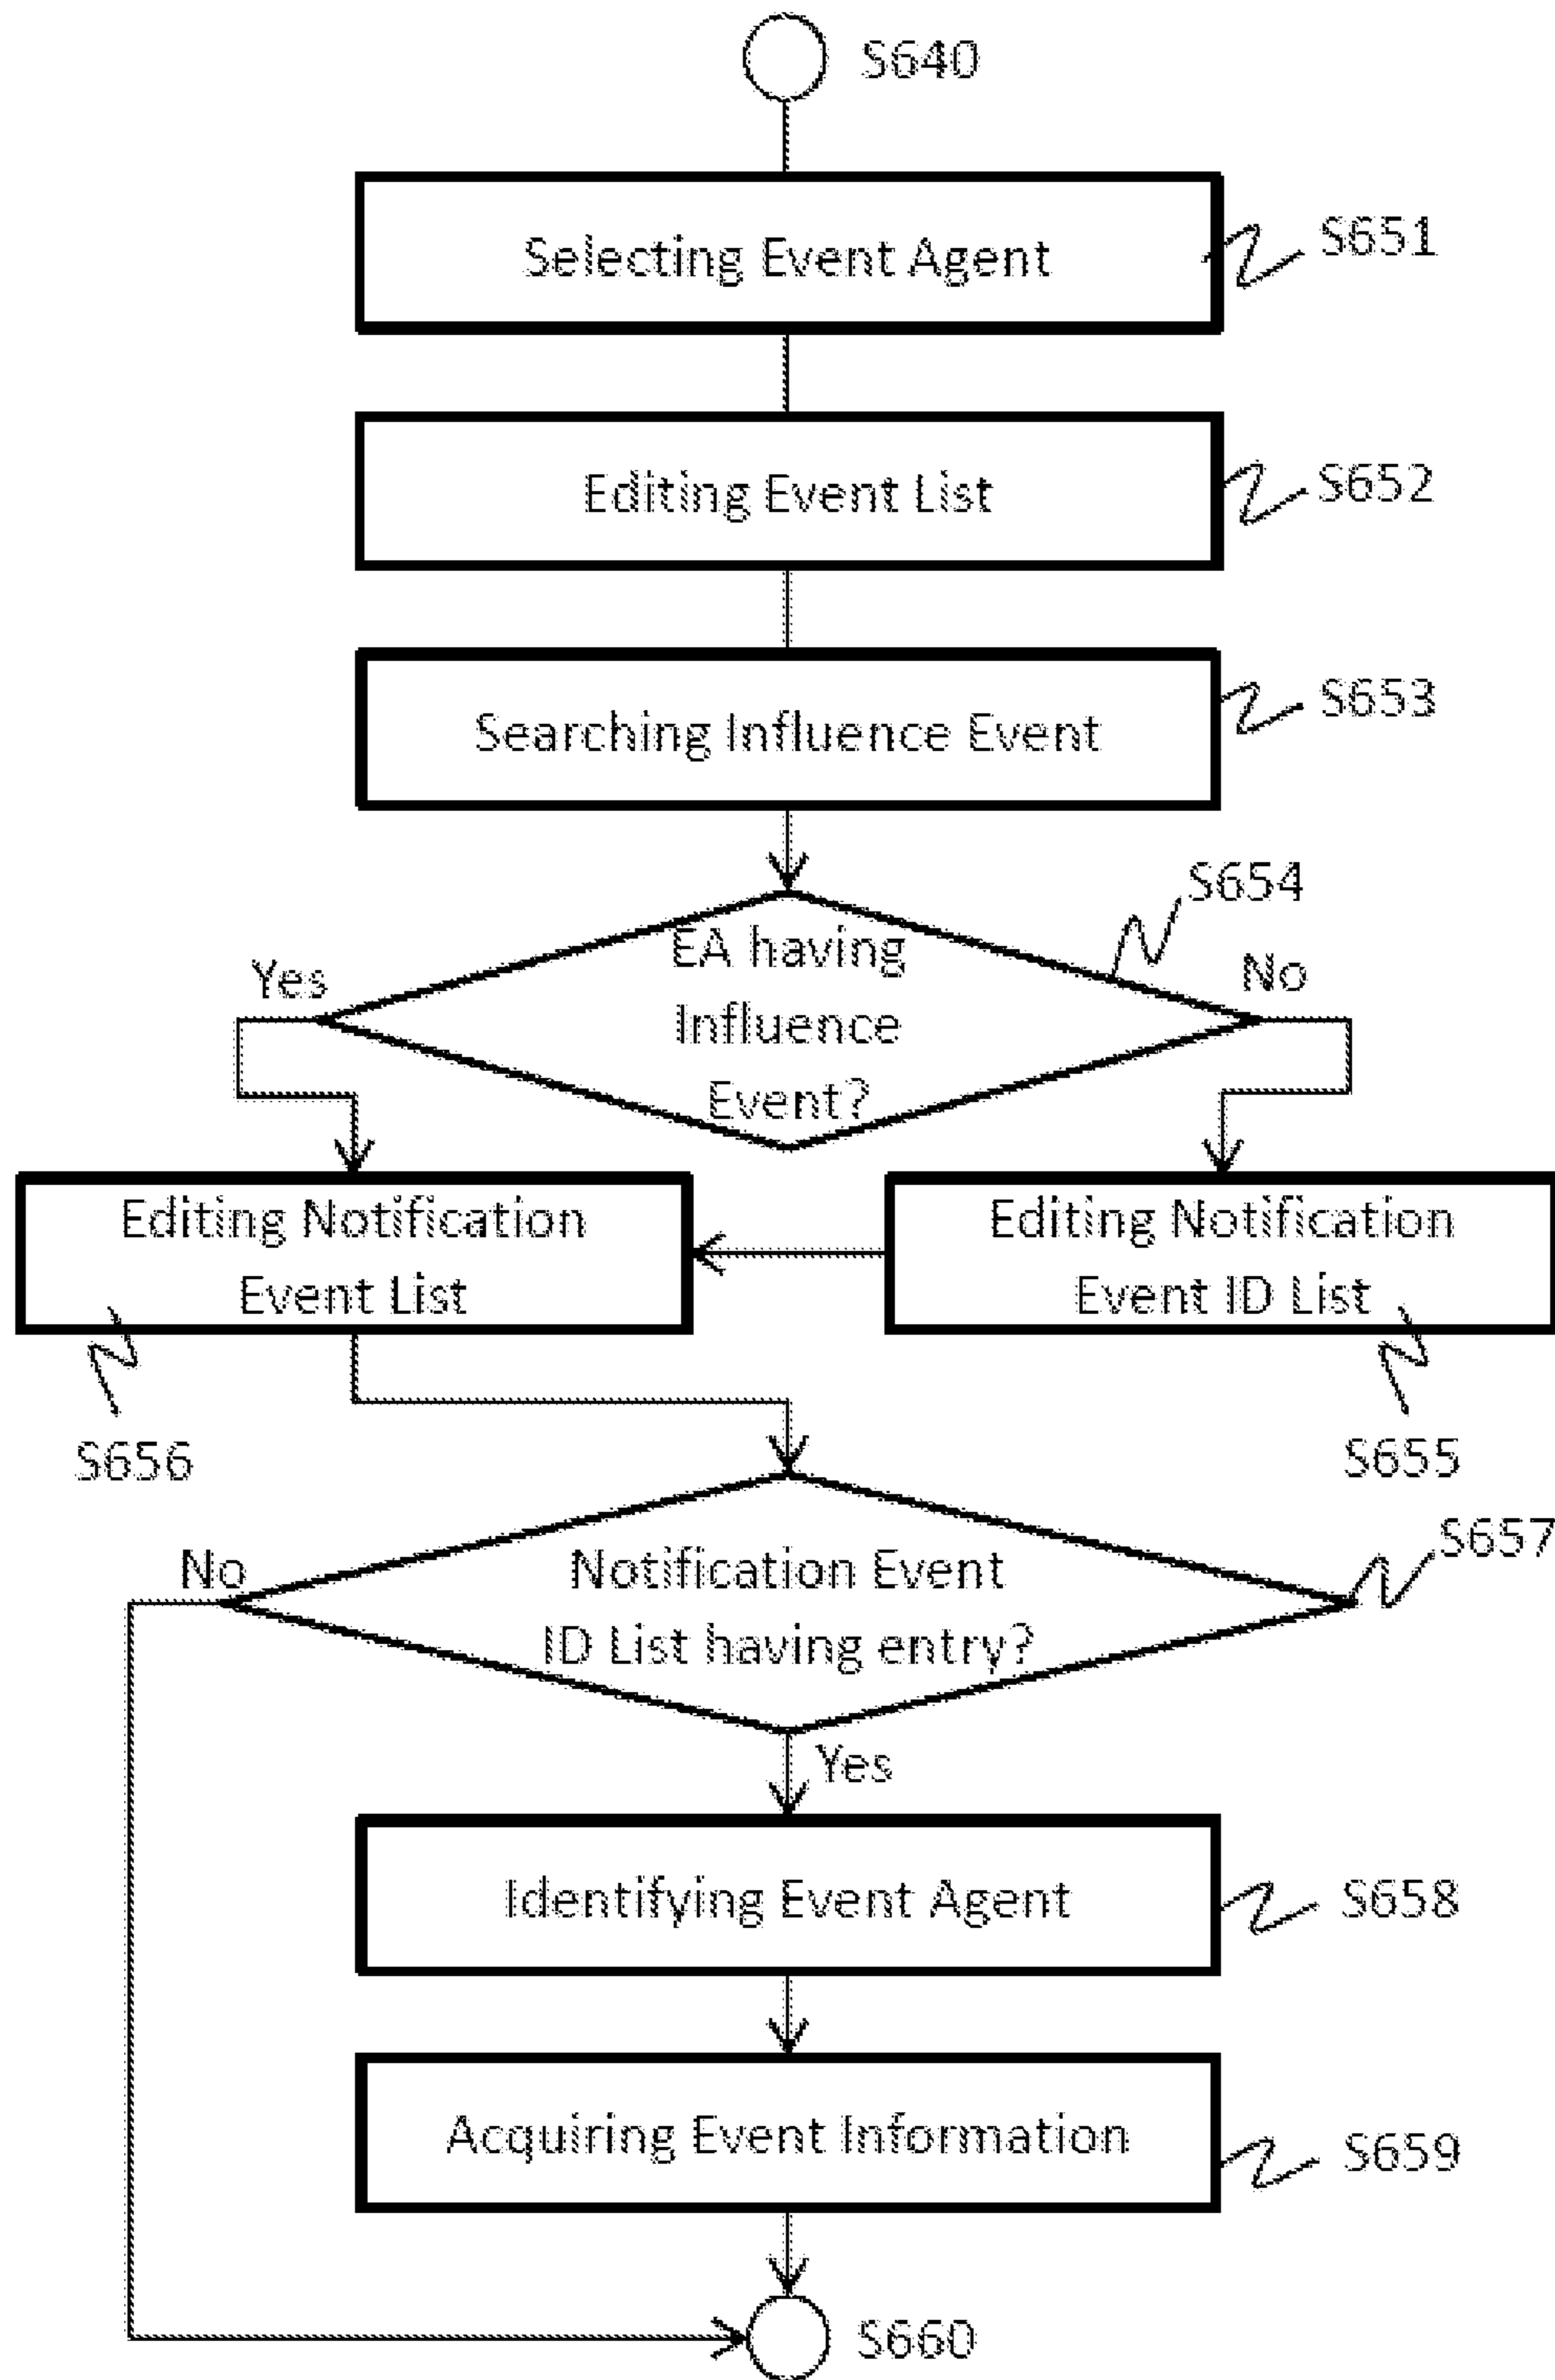 S640
Selecting Event Agent
S651
Editing Event List
S652
Searching Influence Event
S653
S654
EA having
Influence
Event?
Yes
No
Editing Notification
Event List
Editing Notification
Event ID List
S656
S655
S657
No
Notification Event
ID List having entry?
Yes
Identifying Event Agent
S658
Acquiring Event Information
S659
S660